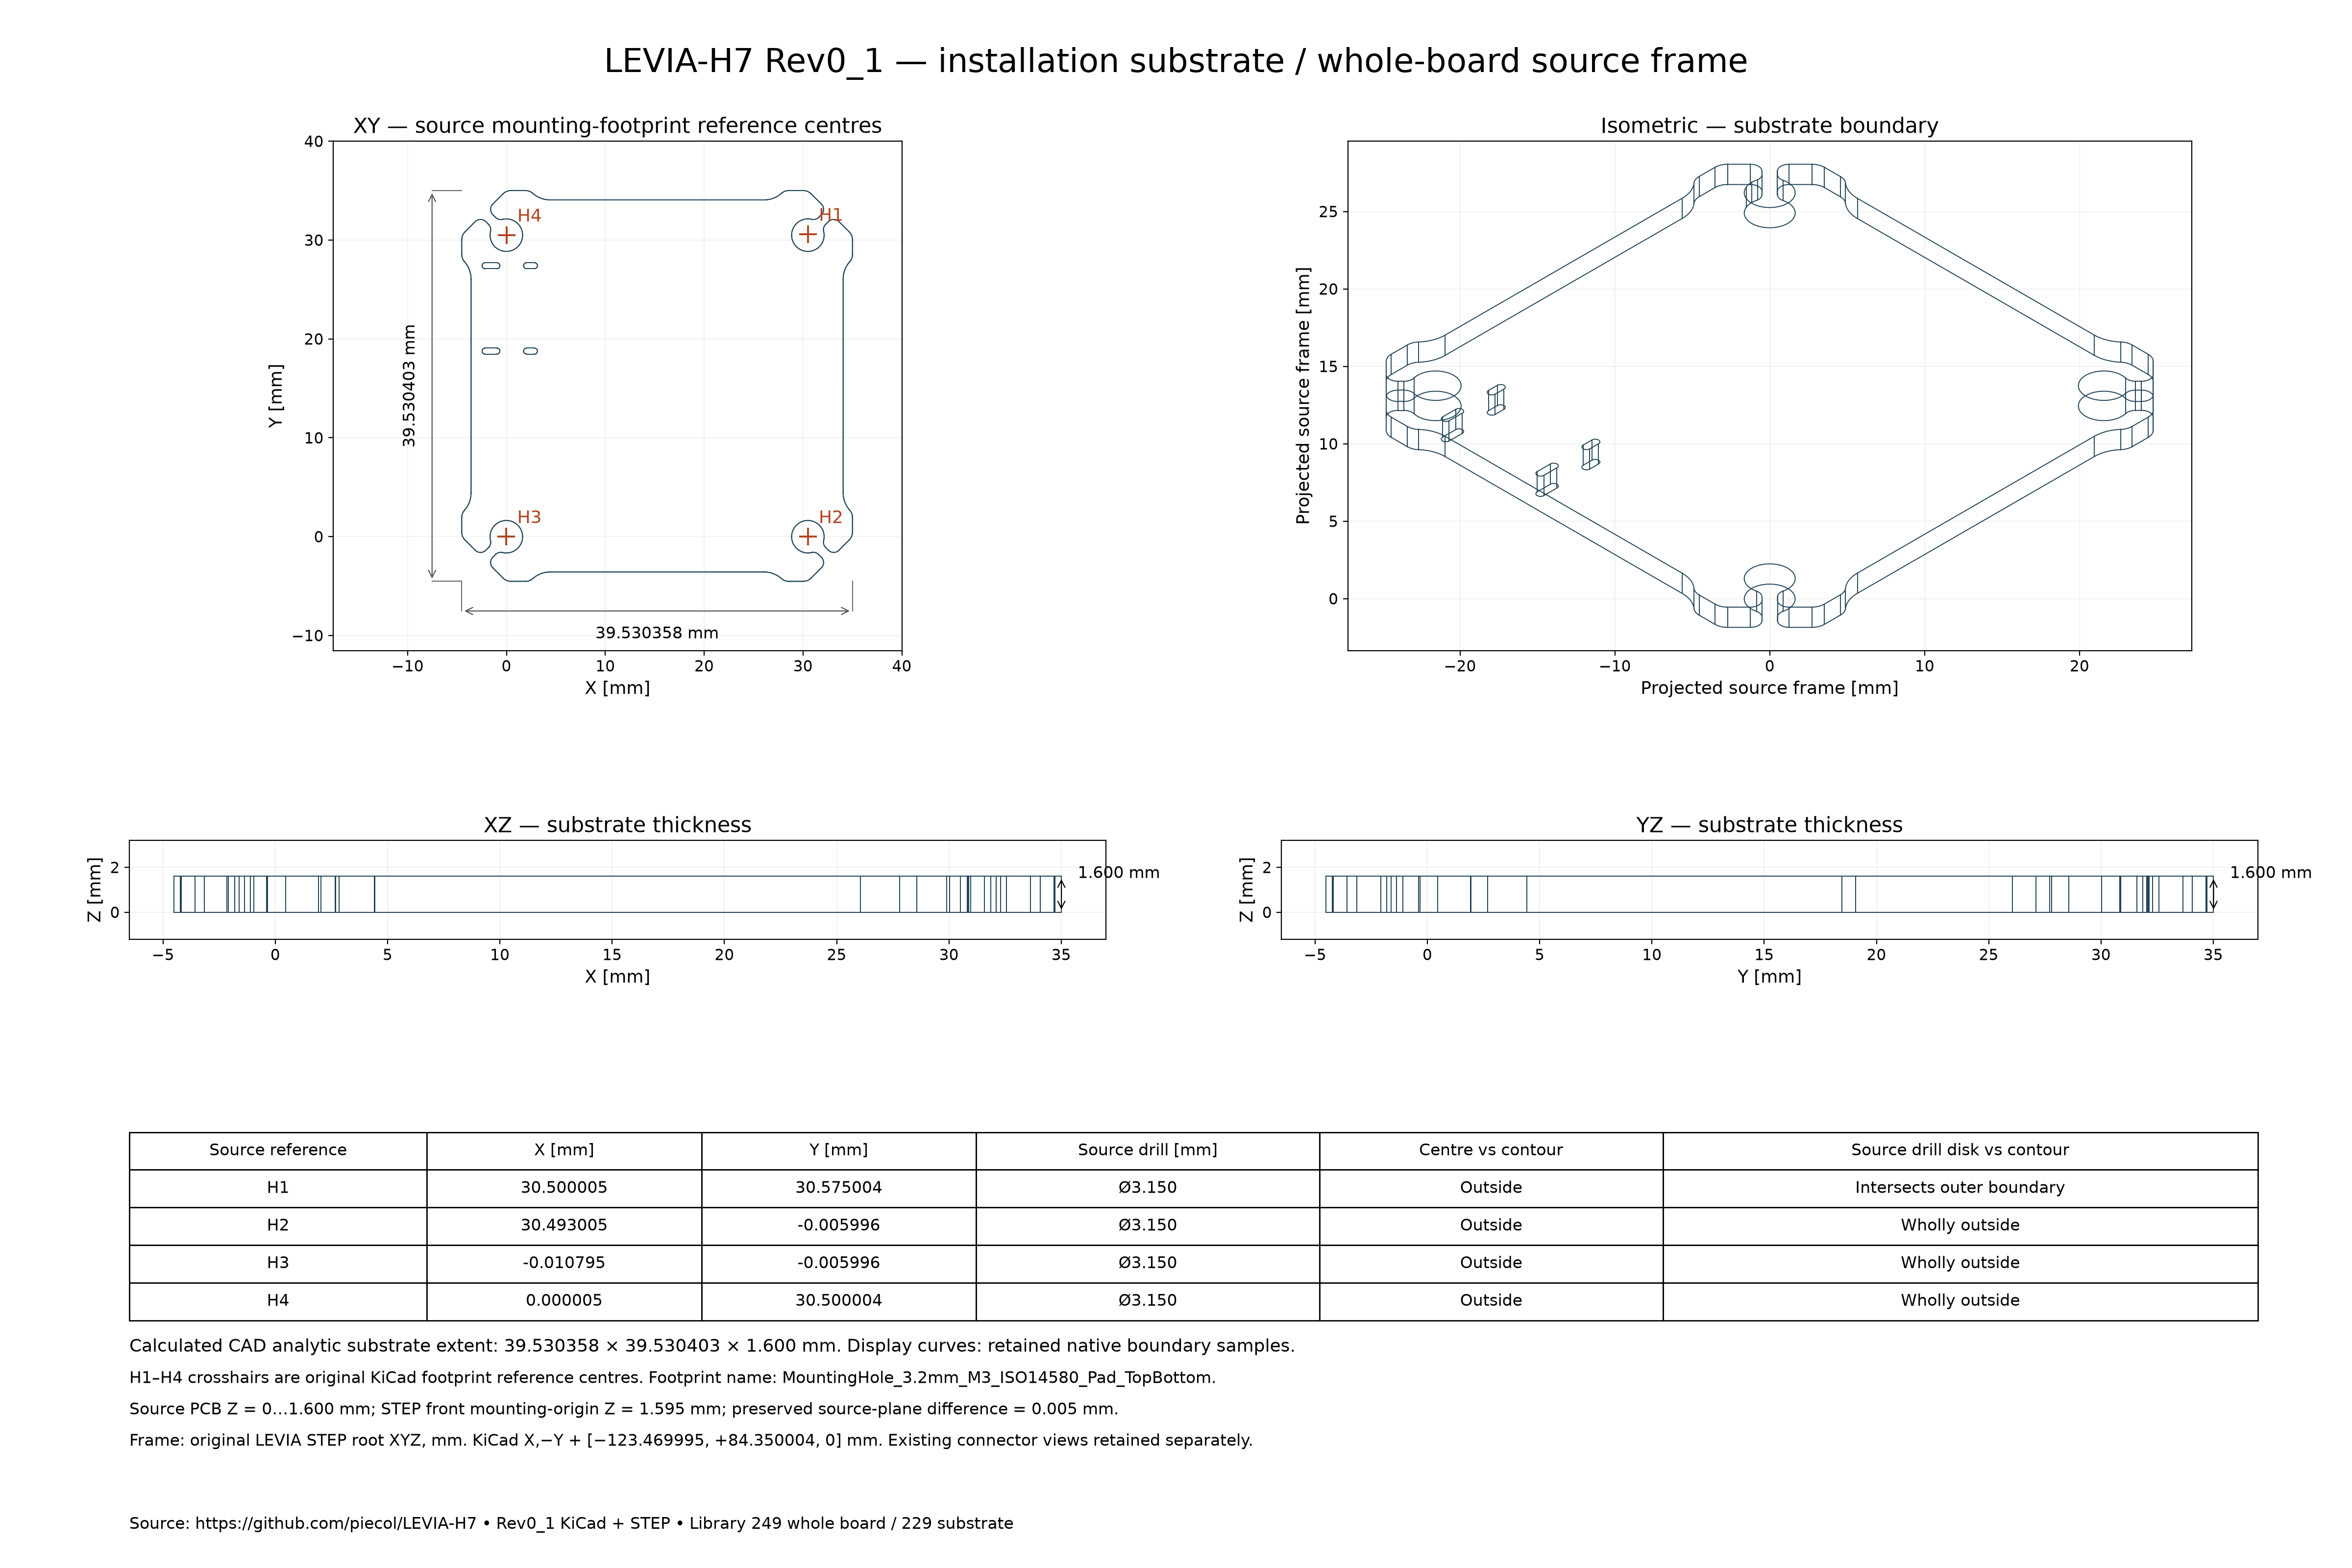 LEVIA-H7 Rev0_1 — installation substrate / whole-board source frame
XY — source mounting-footprint reference centres
40
30
20
10
0
−10
Y [mm]
39.530403 mm
H4
H1
H3
H2
39.530358 mm
−10
0
10
20
30
40
X [mm]
Isometric — substrate boundary
25
20
15
10
5
0
Projected source frame [mm]
−20
−10
0
10
20
Projected source frame [mm]
XZ — substrate thickness
2
0
Z [mm]
1.600 mm
−5
0
5
10
15
20
25
30
35
X [mm]
YZ — substrate thickness
2
0
Z [mm]
1.600 mm
−5
0
5
10
15
20
25
30
35
Y [mm]
Source reference X [mm] Y [mm] Source drill [mm] Centre vs contour Source drill disk vs contour
H1 30.500005 30.575004 Ø3.150 Outside Intersects outer boundary
H2 30.493005 -0.005996 Ø3.150 Outside Wholly outside
H3 -0.010795 -0.005996 Ø3.150 Outside Wholly outside
H4 0.000005 30.500004 Ø3.150 Outside Wholly outside
Calculated CAD analytic substrate extent: 39.530358 × 39.530403 × 1.600 mm. Display curves: retained native boundary samples.
H1–H4 crosshairs are original KiCad footprint reference centres. Footprint name: MountingHole_3.2mm_M3_ISO14580_Pad_TopBottom.
Source PCB Z = 0…1.600 mm; STEP front mounting-origin Z = 1.595 mm; preserved source-plane difference = 0.005 mm.
Frame: original LEVIA STEP root XYZ, mm. KiCad X,−Y + [−123.469995, +84.350004, 0] mm. Existing connector views retained separately.
Source: https://github.com/piecol/LEVIA-H7 • Rev0_1 KiCad + STEP • Library 249 whole board / 229 substrate